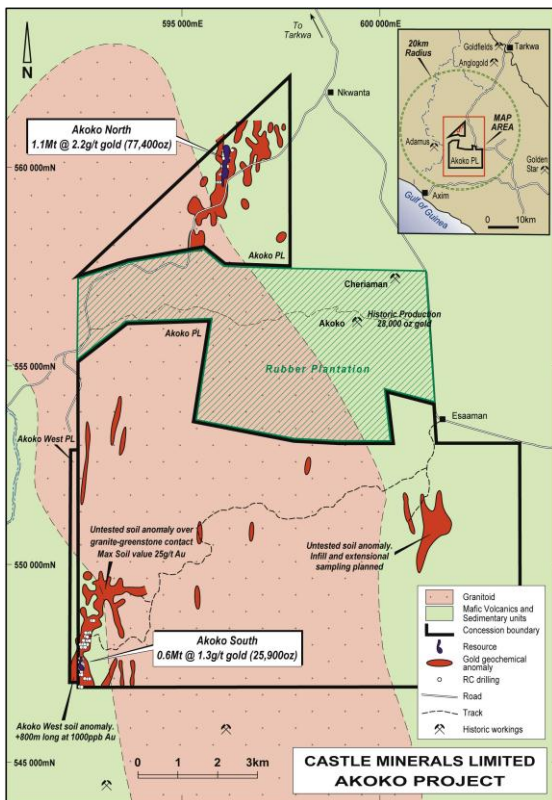 595 000mE
600 000mE
To
Tarkwa
N
Nkwanta
Akoko North
1.1Mt @ 2.2g/t gold (77,400oz)
560 000mN
Akoko PL
20km
Radius
Goldfields
Tarkwa
Anglogold
MAP
AREA
Adamus
Akoko PL
Golden
Star
Axim
Gulf of Guinea
0 10km
Cheriaman
Historic Production
28,000 oz gold
Akoko
Akoko PL
555 000mN
Rubber Plantation
Esaaman
Akoko West PL
Untested soil anomaly over
granite-greenstone contact
Max Soil value 25g/t Au
Untested soil anomaly.
Infill and extensional
sampling planned
550 000mN
Akoko South
0.6Mt @ 1.3g/t gold (25,900oz)
Akoko West soil anomaly.
+800m long at 1000ppb Au
545 000mN
0 1 2 3km
Granitoid
Mafic Volcanics and
Sedimentary units
Concession boundary
Resource
Gold geochemical
anomaly
RC drilling
Road
Track
Historic workings
CASTLE MINERALS LIMITED
AKOKO PROJECT